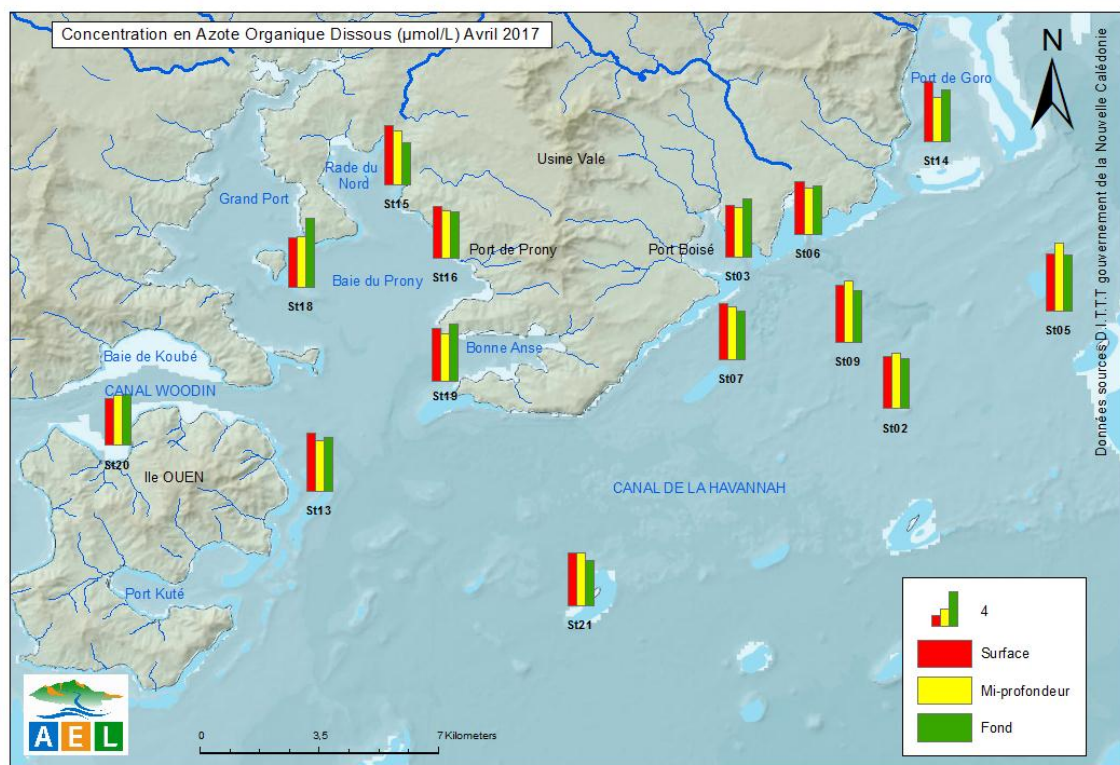 Concentration en Azote Organique Dissous (µmol/L) Avril 2017
N
Port de Goro
St14
Données sources D.I.T.T.T gouvernement de la Nouvelle Calédonie
Usine Vale
Rade du
Nord
St15
Grand Port
St18
St16
Port de Prony
Baie du Prony
Port Boisé
St03
St06
St05
St09
St07
St02
Baie de Koubé
Bonne Anse
St19
CANAL WOODIN
St20
Ile OUEN
St13
CANAL DE LA HAVANNAH
Port Kuté
St21
4
Surface
Mi-profondeur
Fond
AEL
0 3,5 7 Kilometers